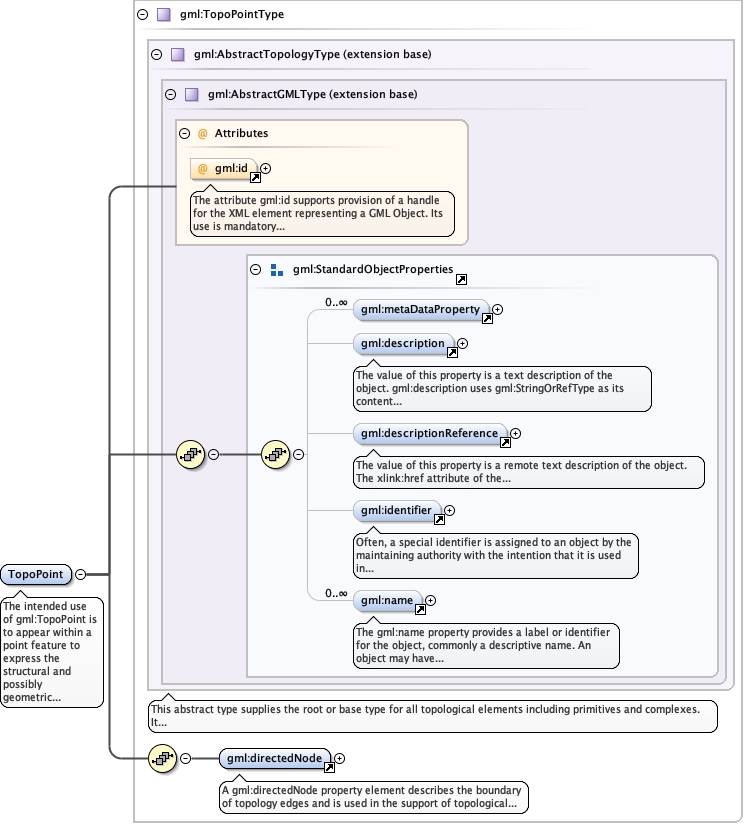 gml:TopoPointType
gml:AbstractTopologyType (extension base)
gml:AbstractGMLType (extension base)
@ Attributes
@ gml:id
The attribute gml:id supports provision of a handle
for the XML element representing a GML Object. Its
use is mandatory...
gml:StandardObjectProperties
0..∞
gml:metaDataProperty
gml:description
The value of this property is a text description of the
object. gml:description uses gml:StringOrRefType as its
content...
gml:descriptionReference
The value of this property is a remote text description of the object.
The xlink:href attribute of the...
gml:identifier
Often, a special identifier is assigned to an object by the
maintaining authority with the intention that it is used
in...
0..∞
gml:name
The gml:name property provides a label or identifier
for the object, commonly a descriptive name. An
object may have...
TopoPoint
The intended use
of gml:TopoPoint is
to appear within a
point feature to
express the
structural and
possibly
geometric...
This abstract type supplies the root or base type for all topological elements including primitives and complexes.
It...
gml:directedNode
A gml:directedNode property element describes the boundary
of topology edges and is used in the support of topological...